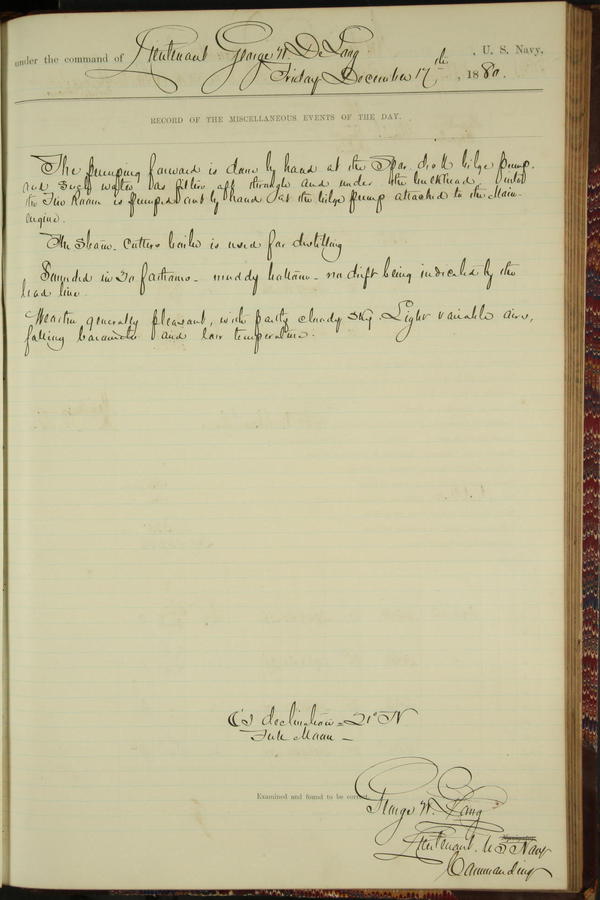 under the command of Lieutenant George W. De Long, U. S. Navy.
Friday December 17th, 1880.
RECORD OF THE MISCELLANEOUS EVENTS OF THE DAY.
The pumping forward is done by hand at the Spar deck bilge pump.
and such water as filters aft through and under the bulkhead into
the Fire Room is pumped out by hand at the bilge pump attached to the Main
engine.
The Steam-Cutters boiler is used for distilling
Sounded in 30 fathoms - muddy bottom - no drift being indicated by the
lead line.
Weather generally pleasant, with partly cloudy sky. Light variable airs,
falling barometer and low temperature.
☾'s declination = 21° N
Full Moon -
Examined and found to be correct.
George W. De Long
Lieutenant. U S Navy
Commanding